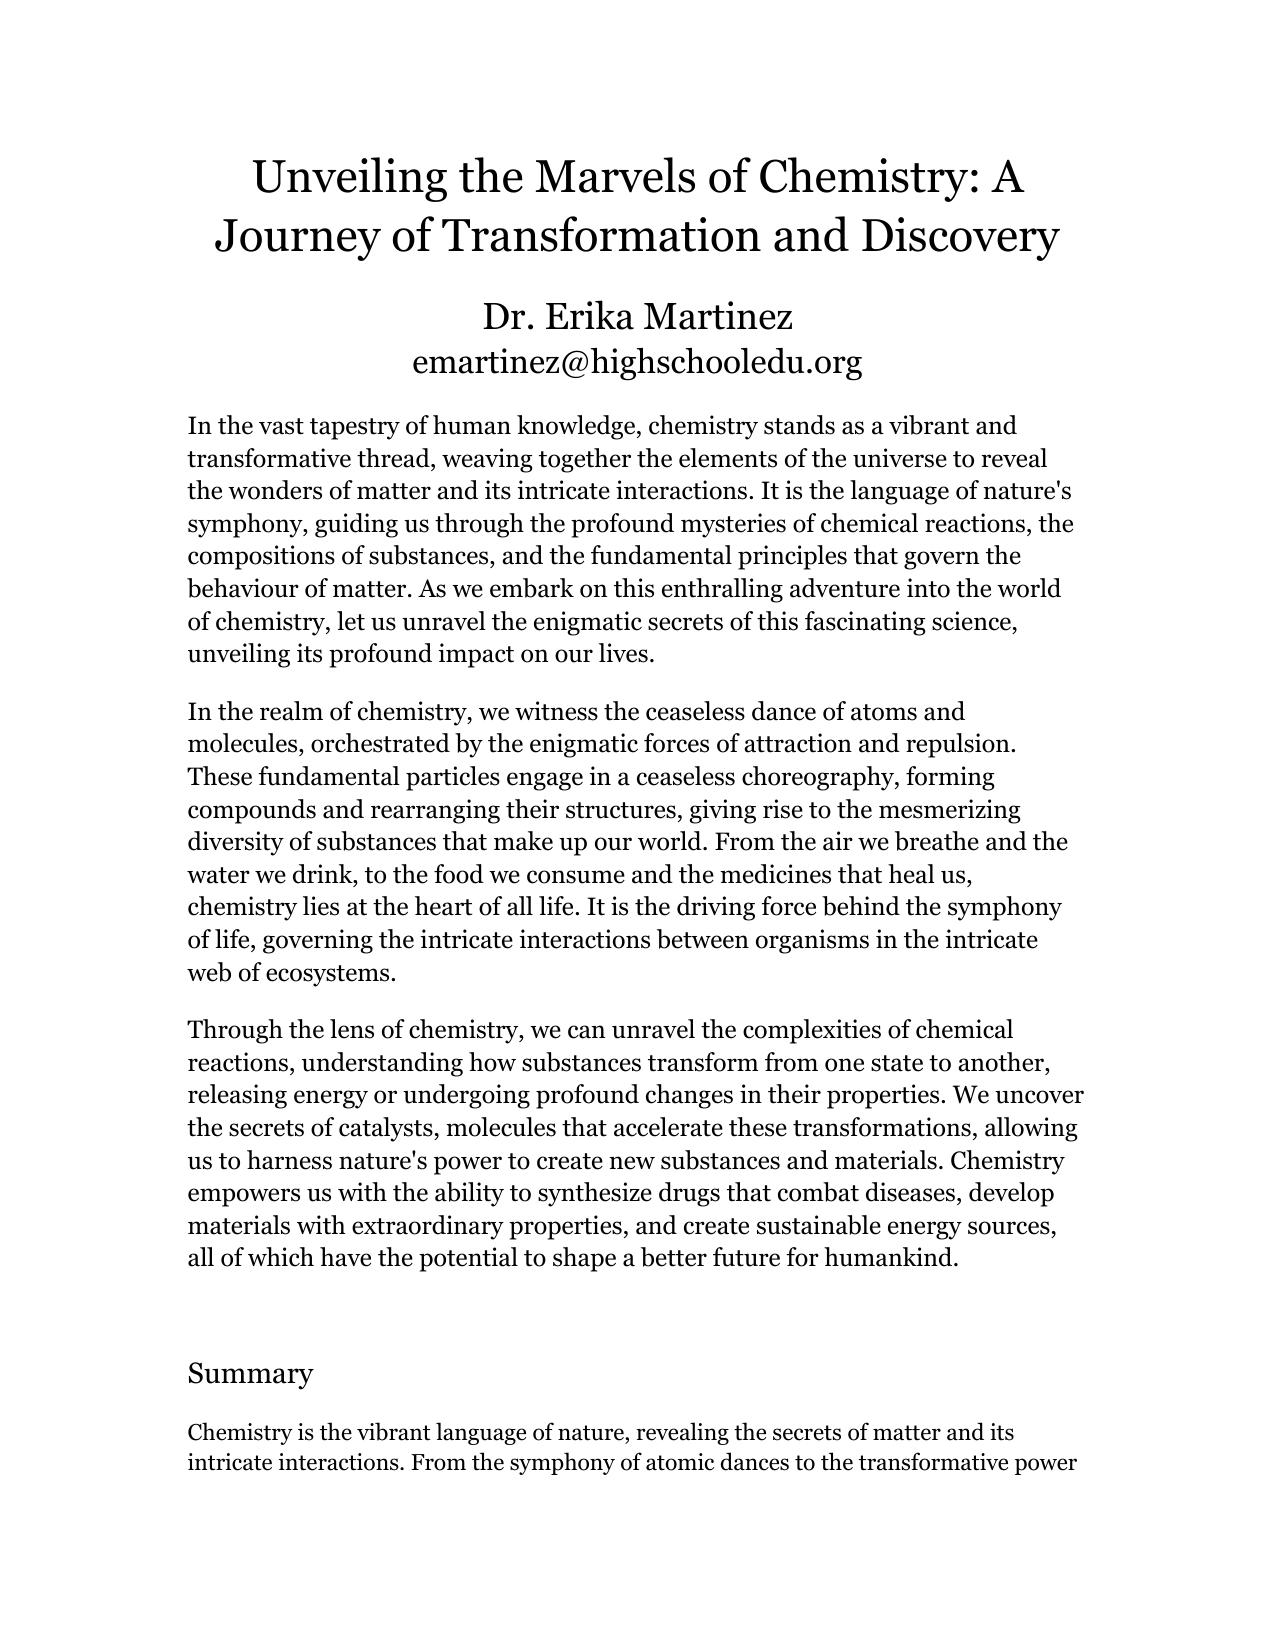 Unveiling the Marvels of Chemistry: A
Journey of Transformation and Discovery
Dr. Erika Martinez
emartinez@highschooledu.org
In the vast tapestry of human knowledge, chemistry stands as a vibrant and
transformative thread, weaving together the elements of the universe to reveal
the wonders of matter and its intricate interactions. It is the language of nature's
symphony, guiding us through the profound mysteries of chemical reactions, the
compositions of substances, and the fundamental principles that govern the
behaviour of matter. As we embark on this enthralling adventure into the world
of chemistry, let us unravel the enigmatic secrets of this fascinating science,
unveiling its profound impact on our lives.
In the realm of chemistry, we witness the ceaseless dance of atoms and
molecules, orchestrated by the enigmatic forces of attraction and repulsion.
These fundamental particles engage in a ceaseless choreography, forming
compounds and rearranging their structures, giving rise to the mesmerizing
diversity of substances that make up our world. From the air we breathe and the
water we drink, to the food we consume and the medicines that heal us,
chemistry lies at the heart of all life. It is the driving force behind the symphony
of life, governing the intricate interactions between organisms in the intricate
web of ecosystems.
Through the lens of chemistry, we can unravel the complexities of chemical
reactions, understanding how substances transform from one state to another,
releasing energy or undergoing profound changes in their properties. We uncover
the secrets of catalysts, molecules that accelerate these transformations, allowing
us to harness nature's power to create new substances and materials. Chemistry
empowers us with the ability to synthesize drugs that combat diseases, develop
materials with extraordinary properties, and create sustainable energy sources,
all of which have the potential to shape a better future for humankind.
Summary
Chemistry is the vibrant language of nature, revealing the secrets of matter and its
intricate interactions. From the symphony of atomic dances to the transformative power